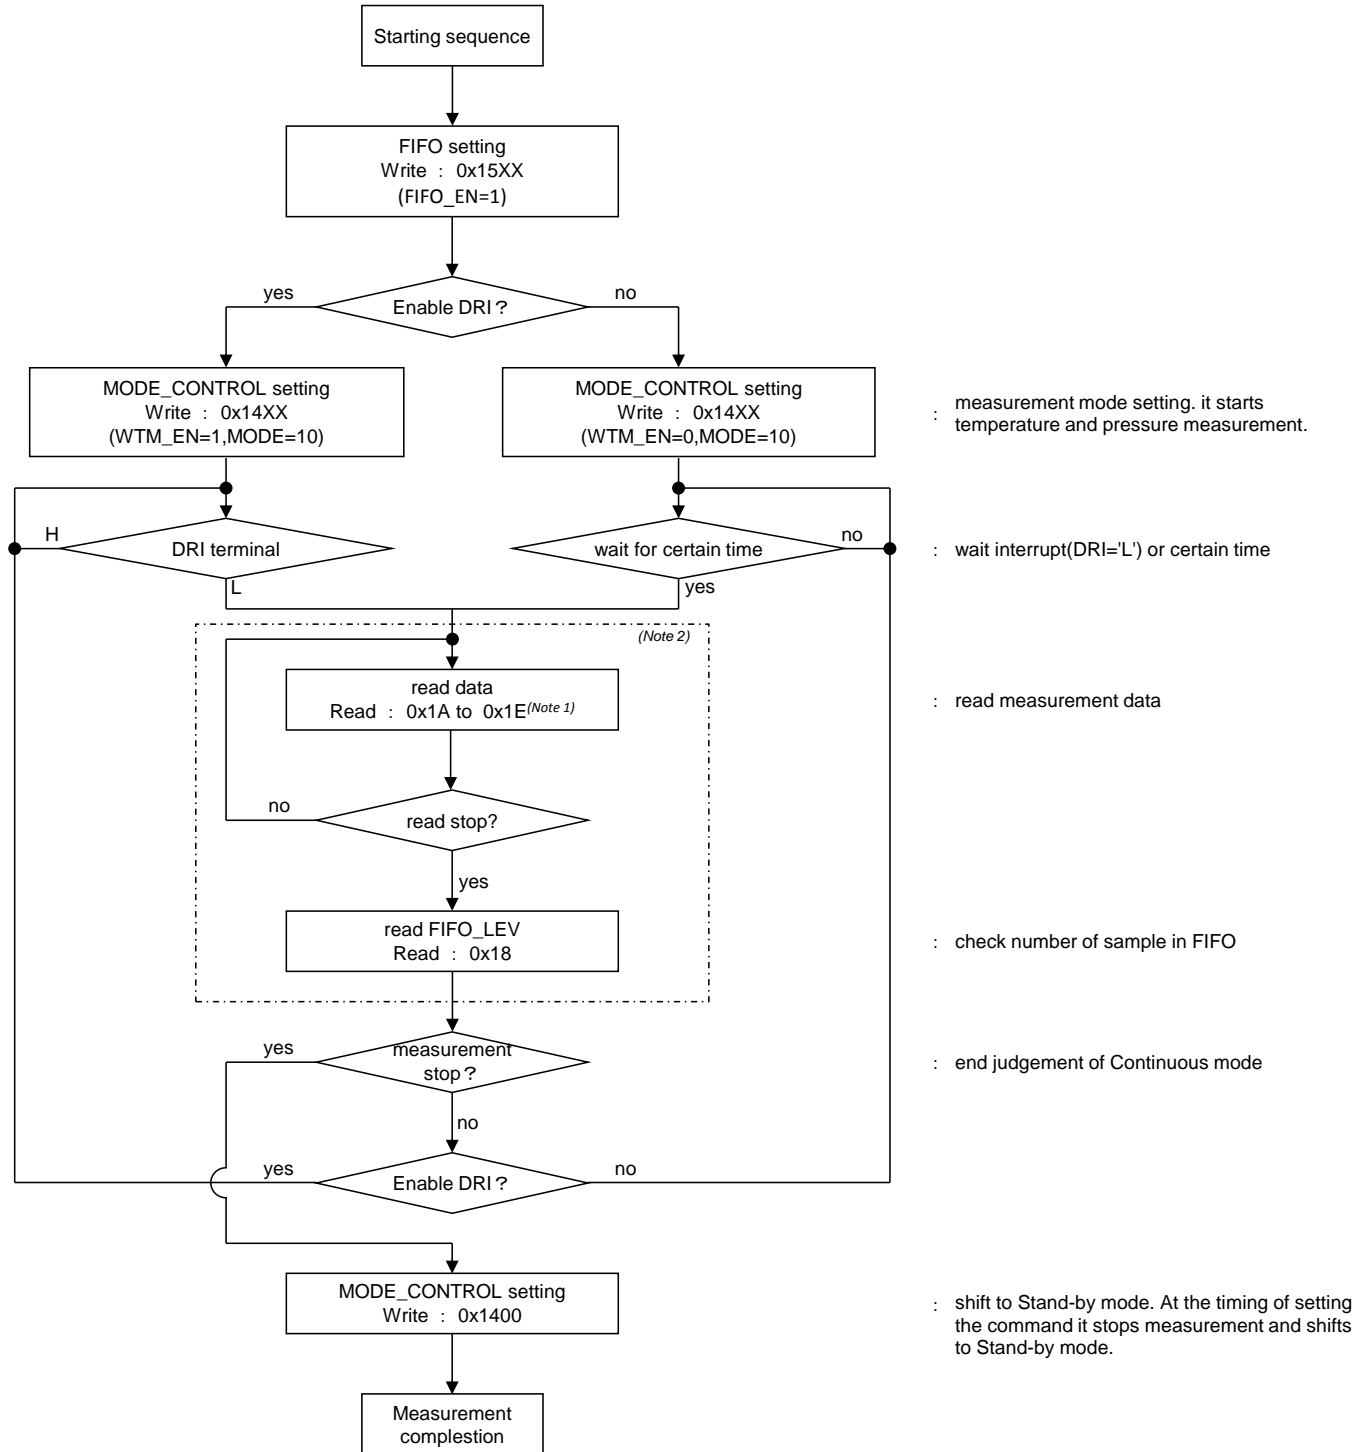 Starting sequence
FIFO setting
Write : 0x15XX
(FIFO_EN=1)
Enable DRI?
yes
no
MODE_CONTROL setting
Write : 0x14XX
(WTM_EN=1,MODE=10)
MODE_CONTROL setting
Write : 0x14XX
(WTM_EN=0,MODE=10)
: measurement mode setting. it starts
temperature and pressure measurement.
H
DRI terminal
L
wait for certain time
no
yes
: wait interrupt(DRI='L') or certain time
(Note 2)
read data
Read : 0x1A to 0x1E(Note 1)
: read measurement data
no
read stop?
yes
read FIFO_LEV
Read : 0x18
: check number of sample in FIFO
yes
measurement
stop?
no
: end judgement of Continuous mode
yes
Enable DRI?
no
MODE_CONTROL setting
Write : 0x1400
: shift to Stand-by mode. At the timing of setting
the command it stops measurement and shifts
to Stand-by mode.
Measurement
complestion